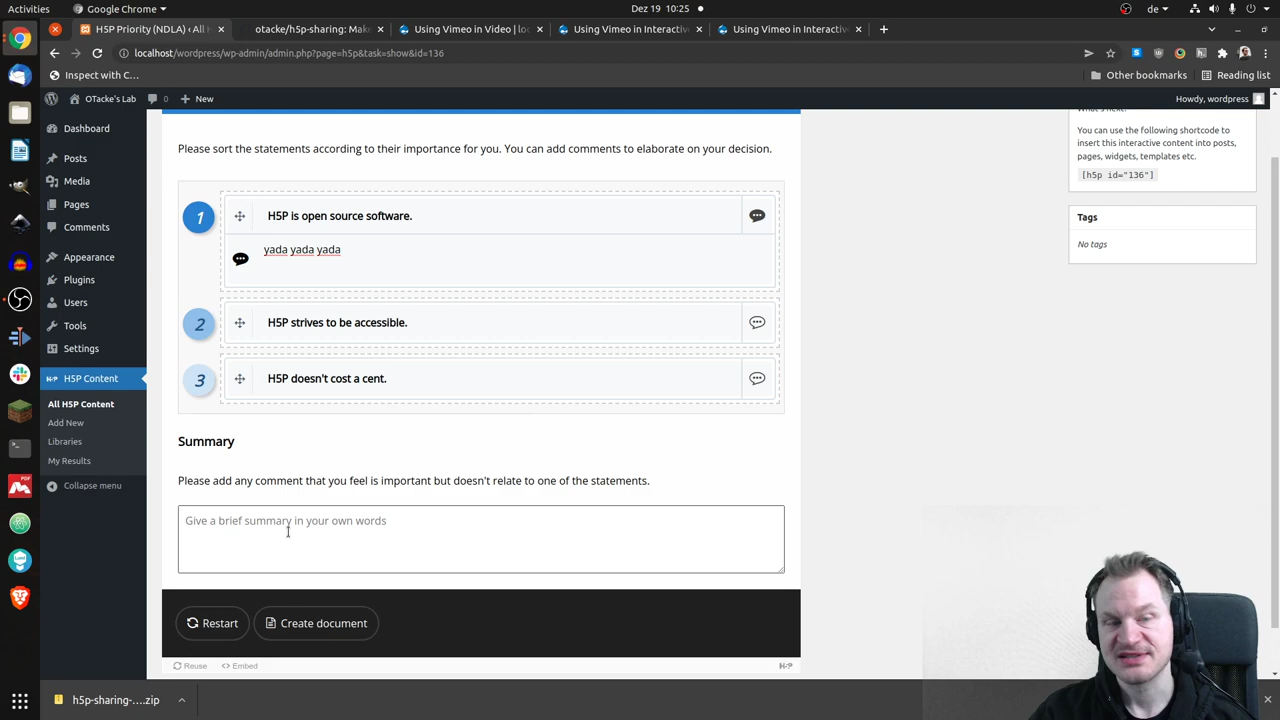 Activities
Google Chrome
Dez 19 10:25
de
H5P Priority (NDLA) ‹ All H
otacke/h5p-sharing: Make
Using Vimeo in Video | loc
Using Vimeo in Interactive
Using Vimeo in Interactive
localhost/wordpress/wp-admin/admin.php?page=h5p&task=show&id=136
Inspect with C…
Other bookmarks
Reading list
OTacke's Lab
0
New
Howdy, wordpress
Dashboard
Posts
Media
Pages
Comments
Appearance
Plugins
Users
Tools
Settings
H5P Content
All H5P Content
Add New
Libraries
My Results
Collapse menu
Please sort the statements according to their importance for you. You can add comments to elaborate on your decision.
1
H5P is open source software.
yada yada yada
2
H5P strives to be accessible.
3
H5P doesn't cost a cent.
Summary
Please add any comment that you feel is important but doesn't relate to one of the statements.
Give a brief summary in your own words
Restart
Create document
Reuse
Embed
H5P
What's next?
You can use the following shortcode to
insert this interactive content into posts,
pages, widgets, templates etc.
[h5p id="136"]
Tags
No tags
h5p-sharing-....zip